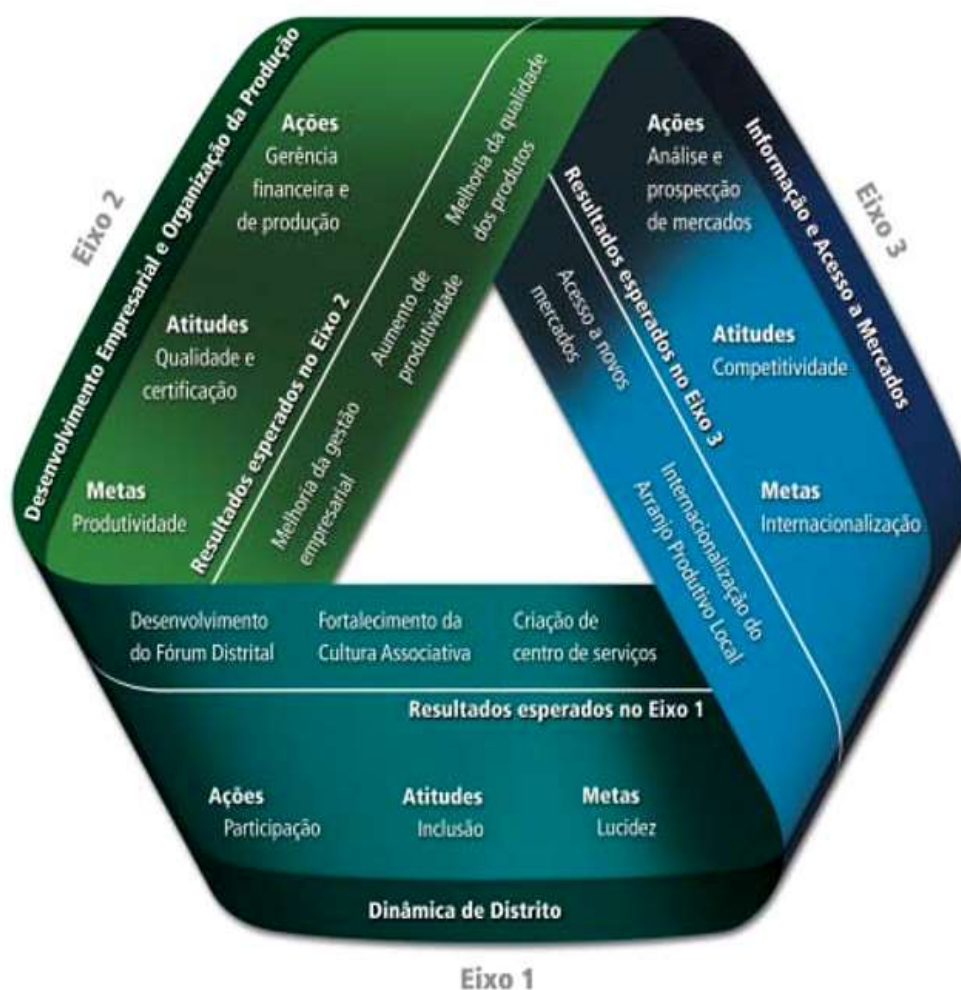 Eixo 2
Desenvolvimento Empresarial e Organização da Produção
Ações
Gerência
financeira e
de produção
Atitudes
Qualidade e
certificação
Metas
Produtividade
Resultados esperados no Eixo 2
Melhoria da qualidade
dos produtos
Aumento de
produtividade
Melhoria da gestão
empresarial
Eixo 3
Informação e Acesso a Mercados
Ações
Análise e
prospecção
de mercados
Atitudes
Competitividade
Metas
Internacionalização
Resultados esperados no Eixo 3
Acesso a novos
mercados
Internacionalização do
Arranjo Produtivo Local
Desenvolvimento
do Fórum Distrital
Fortalecimento da
Cultura Associativa
Criação de
centro de serviços
Resultados esperados no Eixo 1
Ações
Participação
Atitudes
Inclusão
Metas
Lucidez
Dinâmica de Distrito
Eixo 1